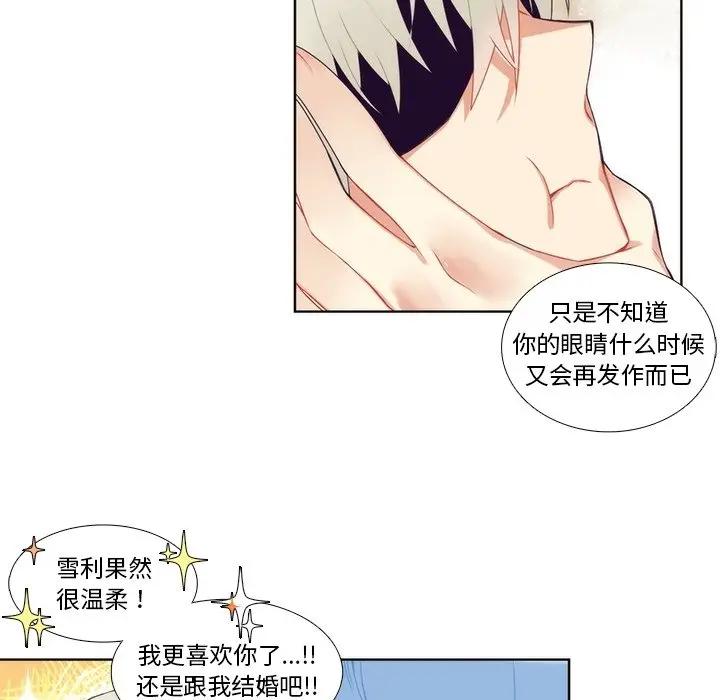 只是不知道
你的眼睛什么时候
又会再发作而已
雪利果然
很温柔！
我更喜欢你了...!!
还是跟我结婚吧!!